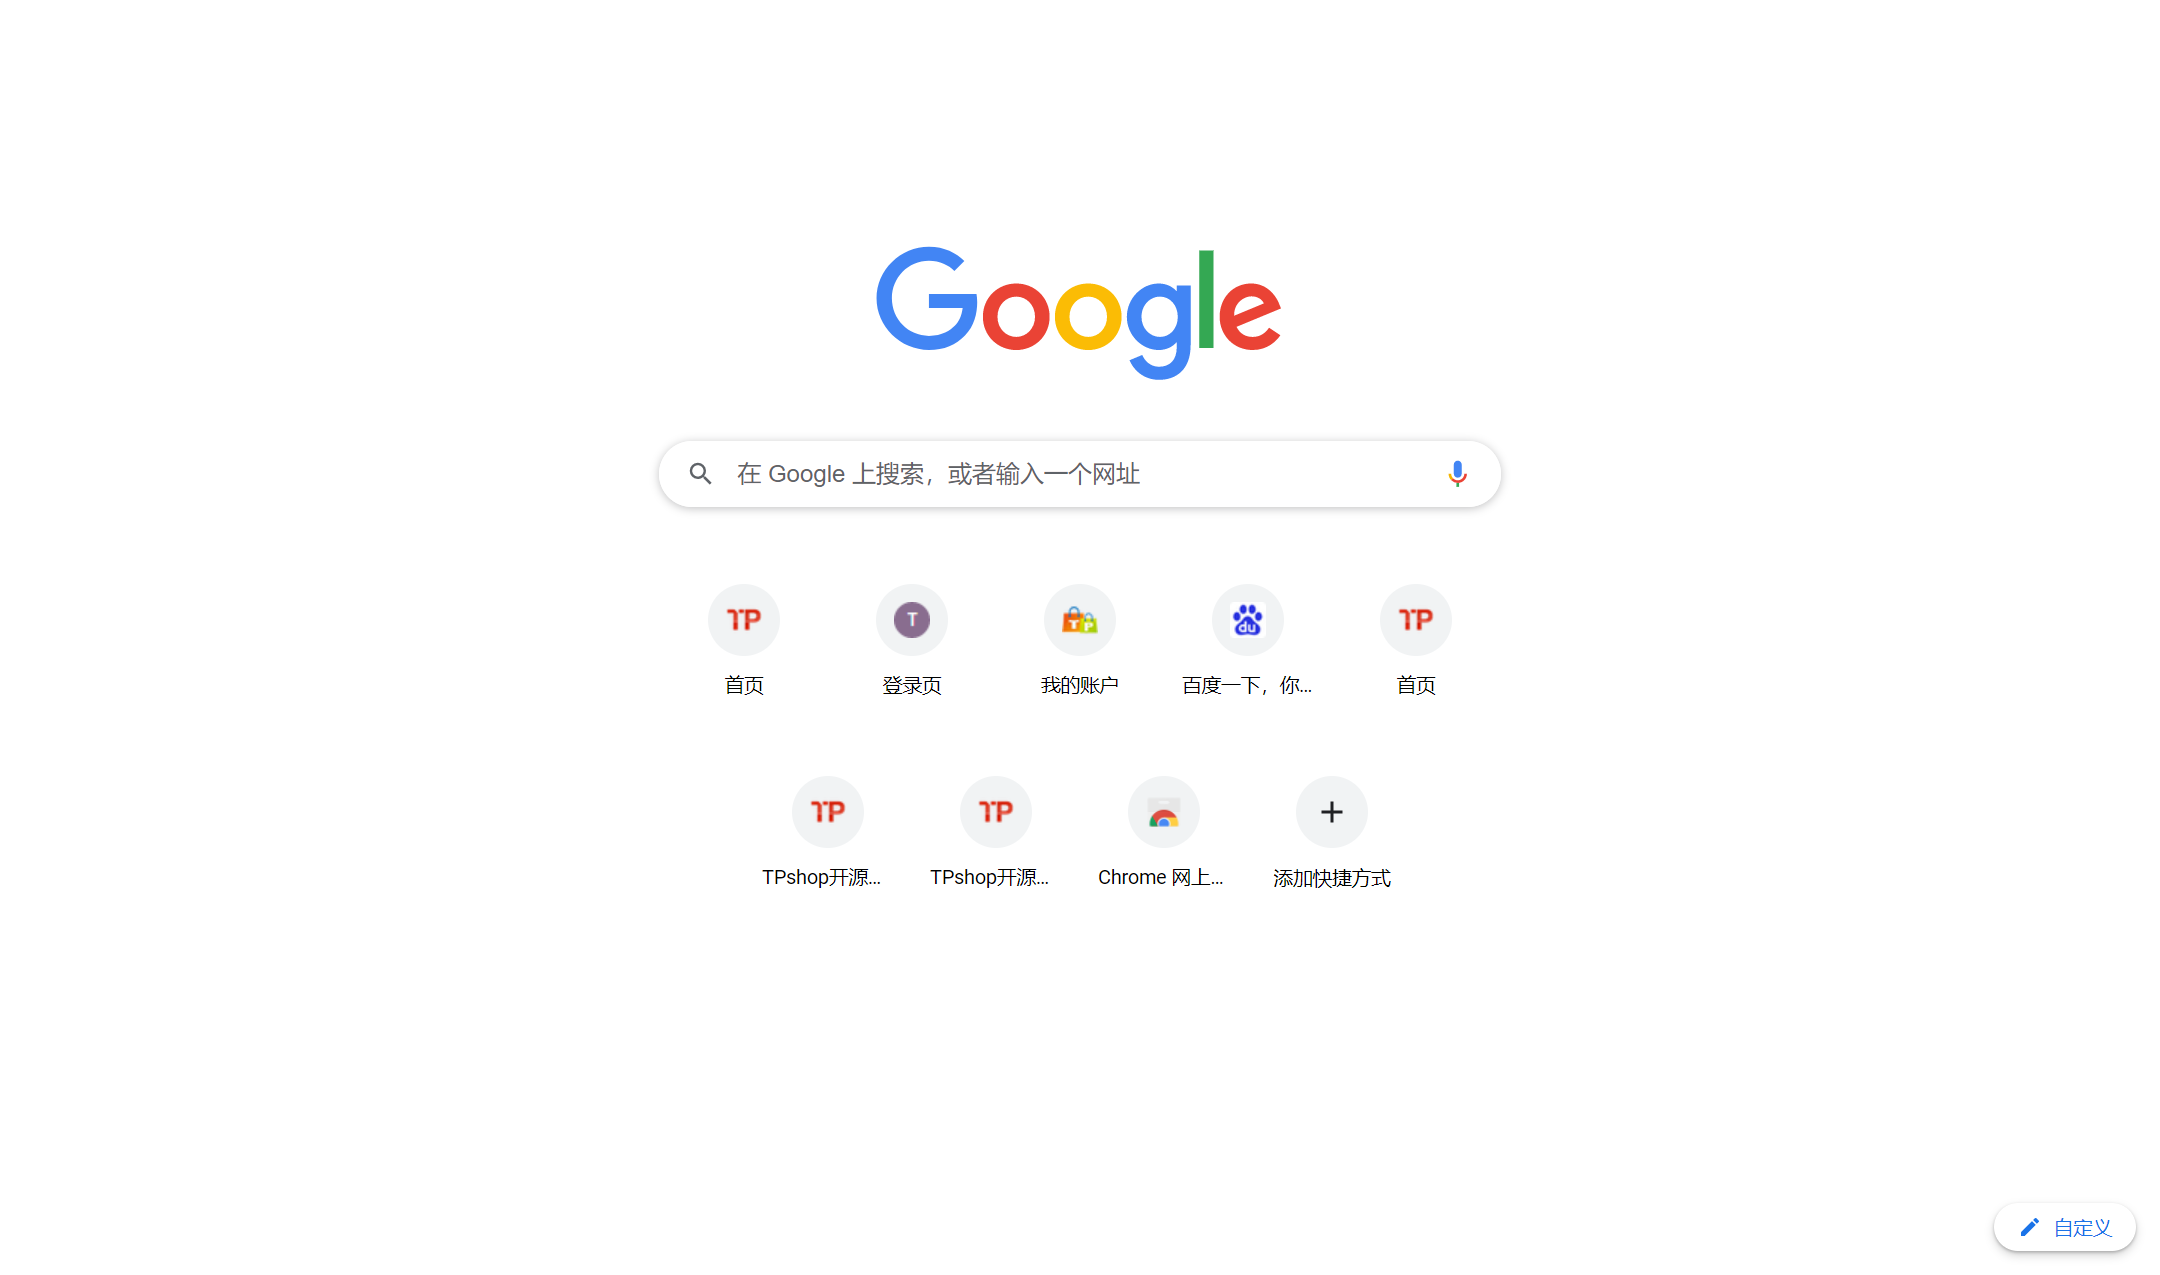 Google
在 Google 上搜索，或者输入一个网址
TP
T
T P
du
TP
首页
登录页
我的账户
百度一下，你...
首页
TP
TP
TPshop开源...
TPshop开源...
Chrome 网上...
添加快捷方式
自定义